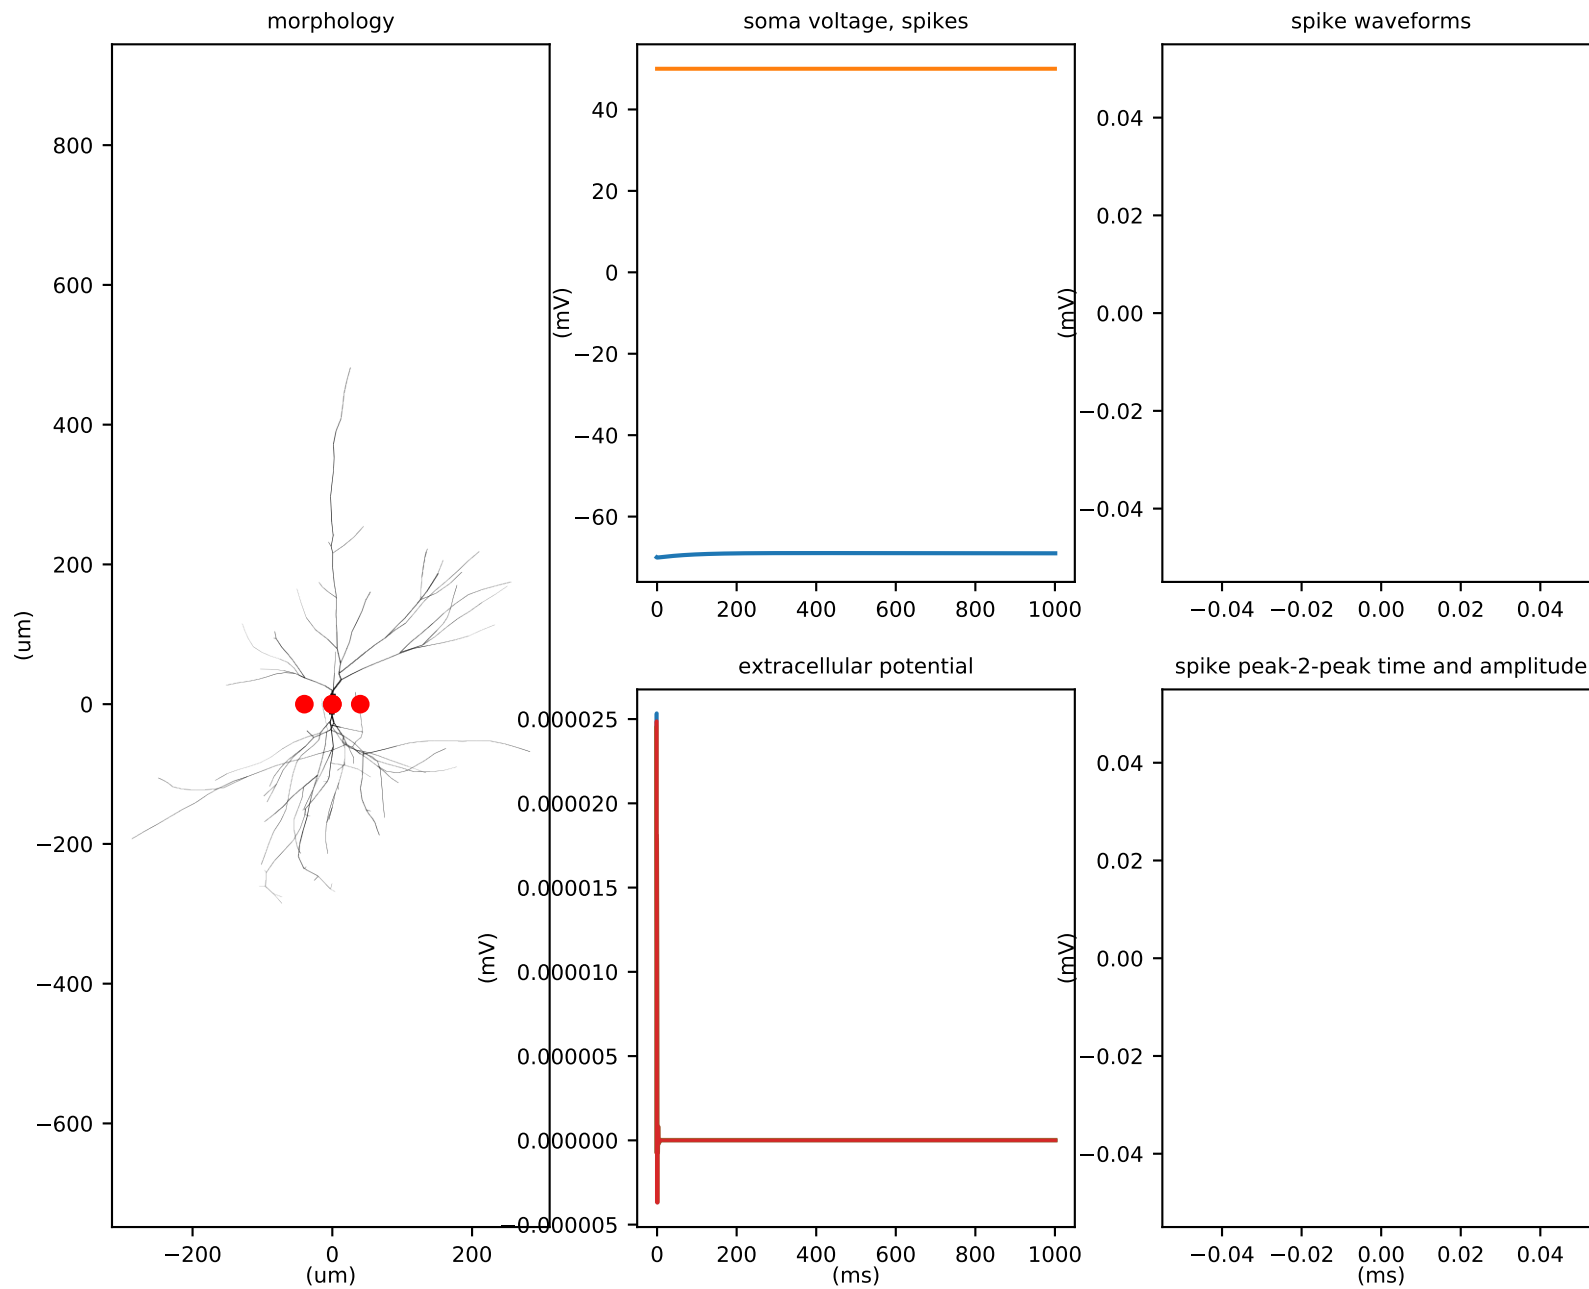 morphology
800
600
400
200
0
−200
−400
−600
(um)
−200 0 200
(um)
soma voltage, spikes
40
20
0
−20
−40
−60
(mV)
0 200 400 600 800 1000
spike waveforms
0.04
0.02
0.00
−0.02
−0.04
(mV)
−0.04 −0.02 0.00 0.02 0.04
extracellular potential
0.000025
0.000020
0.000015
0.000010
0.000005
0.000000
−0.000005
(mV)
0 200 400 600 800 1000
(ms)
spike peak-2-peak time and amplitude
0.04
0.02
0.00
−0.02
−0.04
(mV)
−0.04 −0.02 0.00 0.02 0.04
(ms)